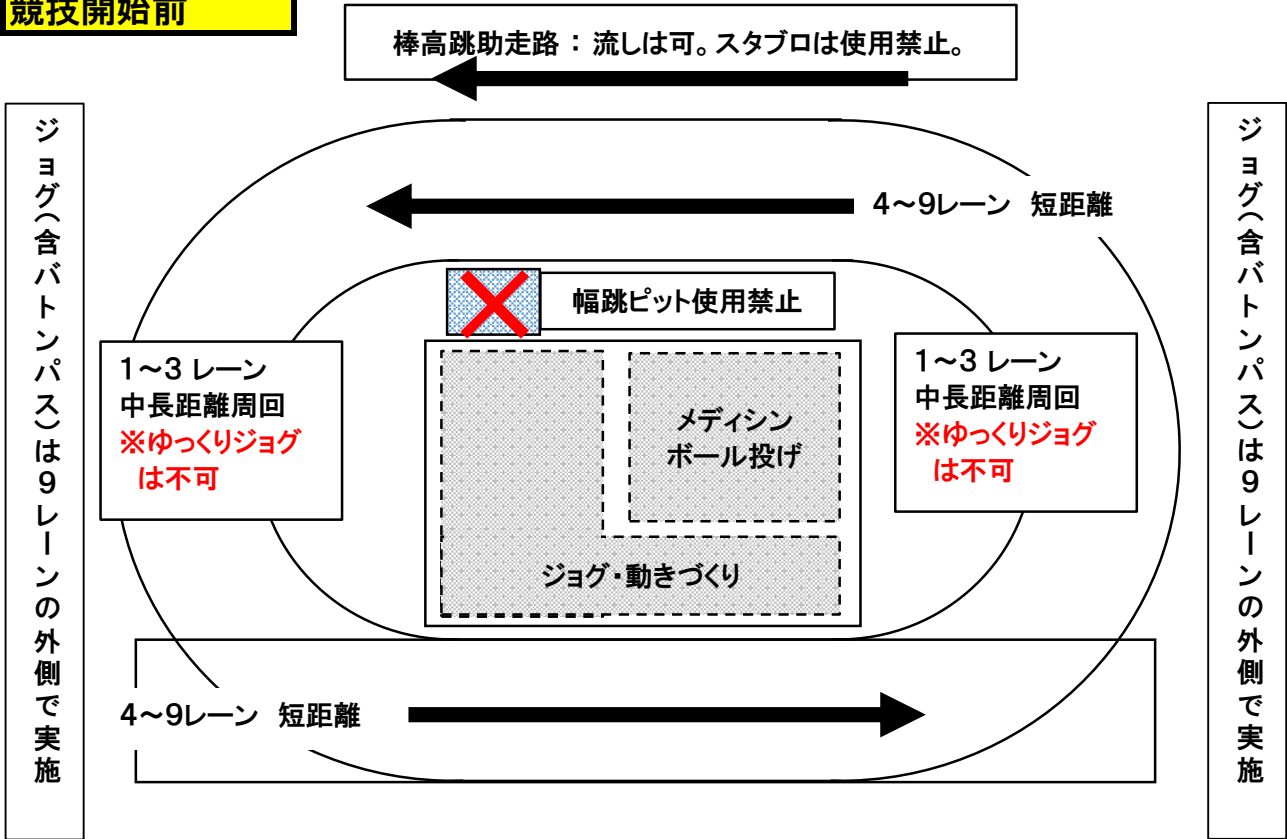 競技開始前
棒高跳助走路：流しは可。スタブロは使用禁止。
ジョグ（含バトンパス）は９レーンの外側で実施
4～9レーン　短距離
幅跳ピット使用禁止
1～3 レーン
中長距離周回
※ゆっくりジョグ
は不可
メディシン
ボール投げ
1～3 レーン
中長距離周回
※ゆっくりジョグ
は不可
ジョグ・動きづくり
4～9レーン　短距離
ジョグ（含バトンパス）は９レーンの外側で実施